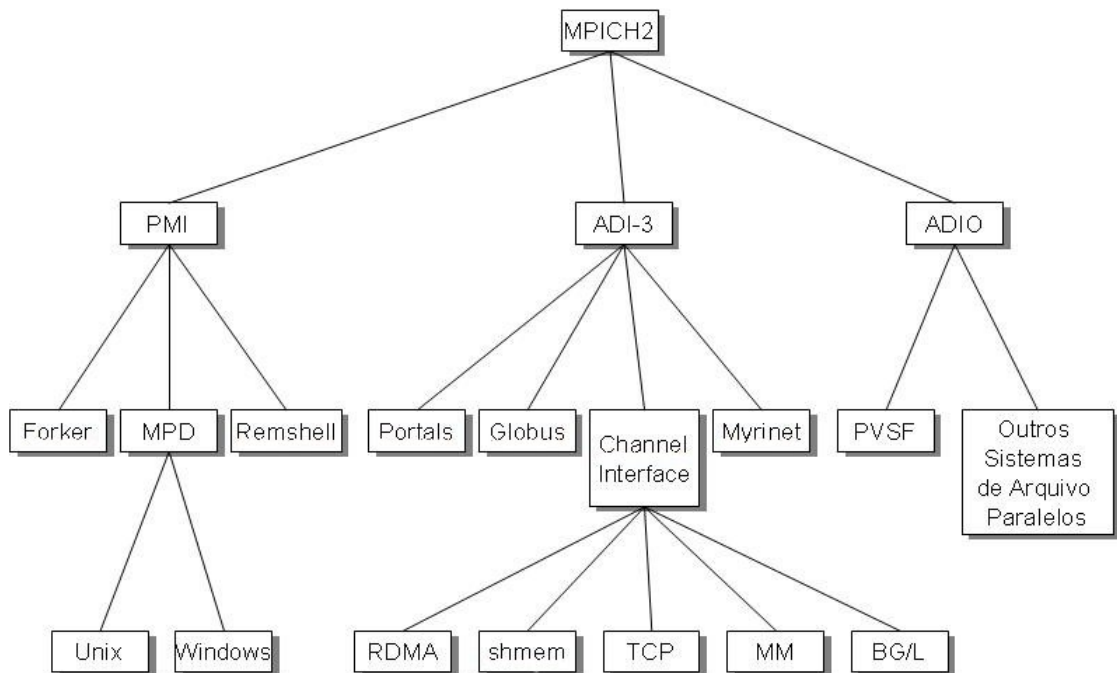 MPICH2
PMI
ADI-3
ADIO
Forker
MPD
Remshell
Portals
Globus
Channel
Interface
Myrinet
PVSF
Outros
Sistemas
de Arquivo
Paralelos
Unix
Windows
RDMA
shmem
TCP
MM
BG/L